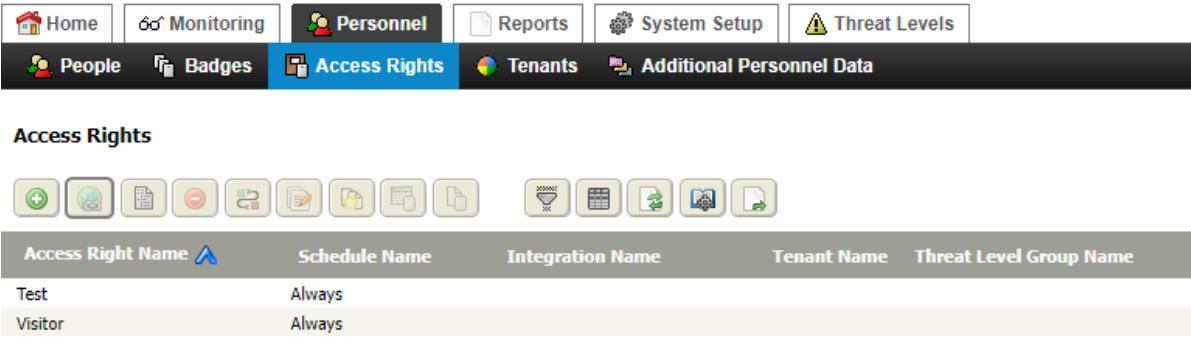 Home Monitoring Personnel Reports System Setup Threat Levels
People Badges Access Rights Tenants Additional Personnel Data
Access Rights
Access Right Name Schedule Name Integration Name Tenant Name Threat Level Group Name
Test Always
Visitor Always